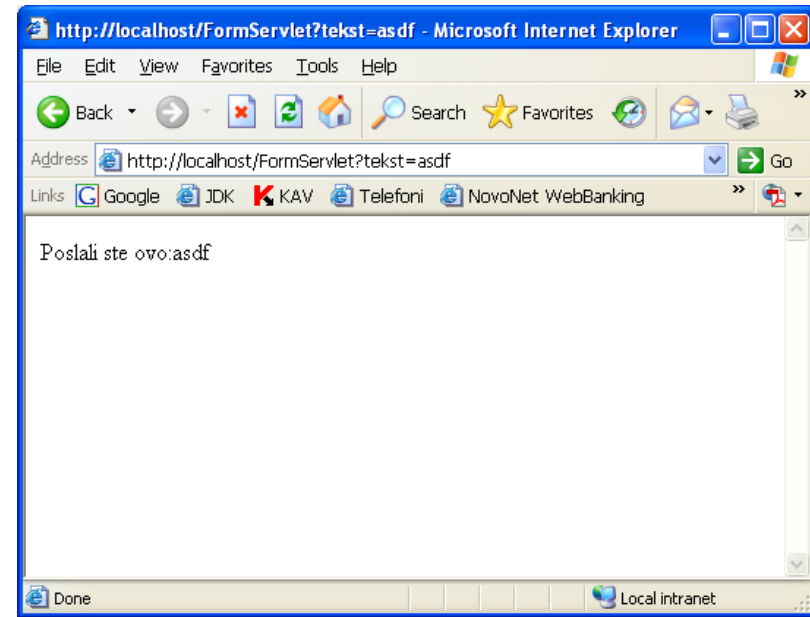 http://localhost/FormServlet?tekst=asdf - Microsoft Internet Explorer
File Edit View Favorites Tools Help
Back Search Favorites »
Address http://localhost/FormServlet?tekst=asdf Go
Links G Google JDK K KAV Telefoni NovoNet WebBanking »
Poslali ste ovo:asdf
Done Local intranet